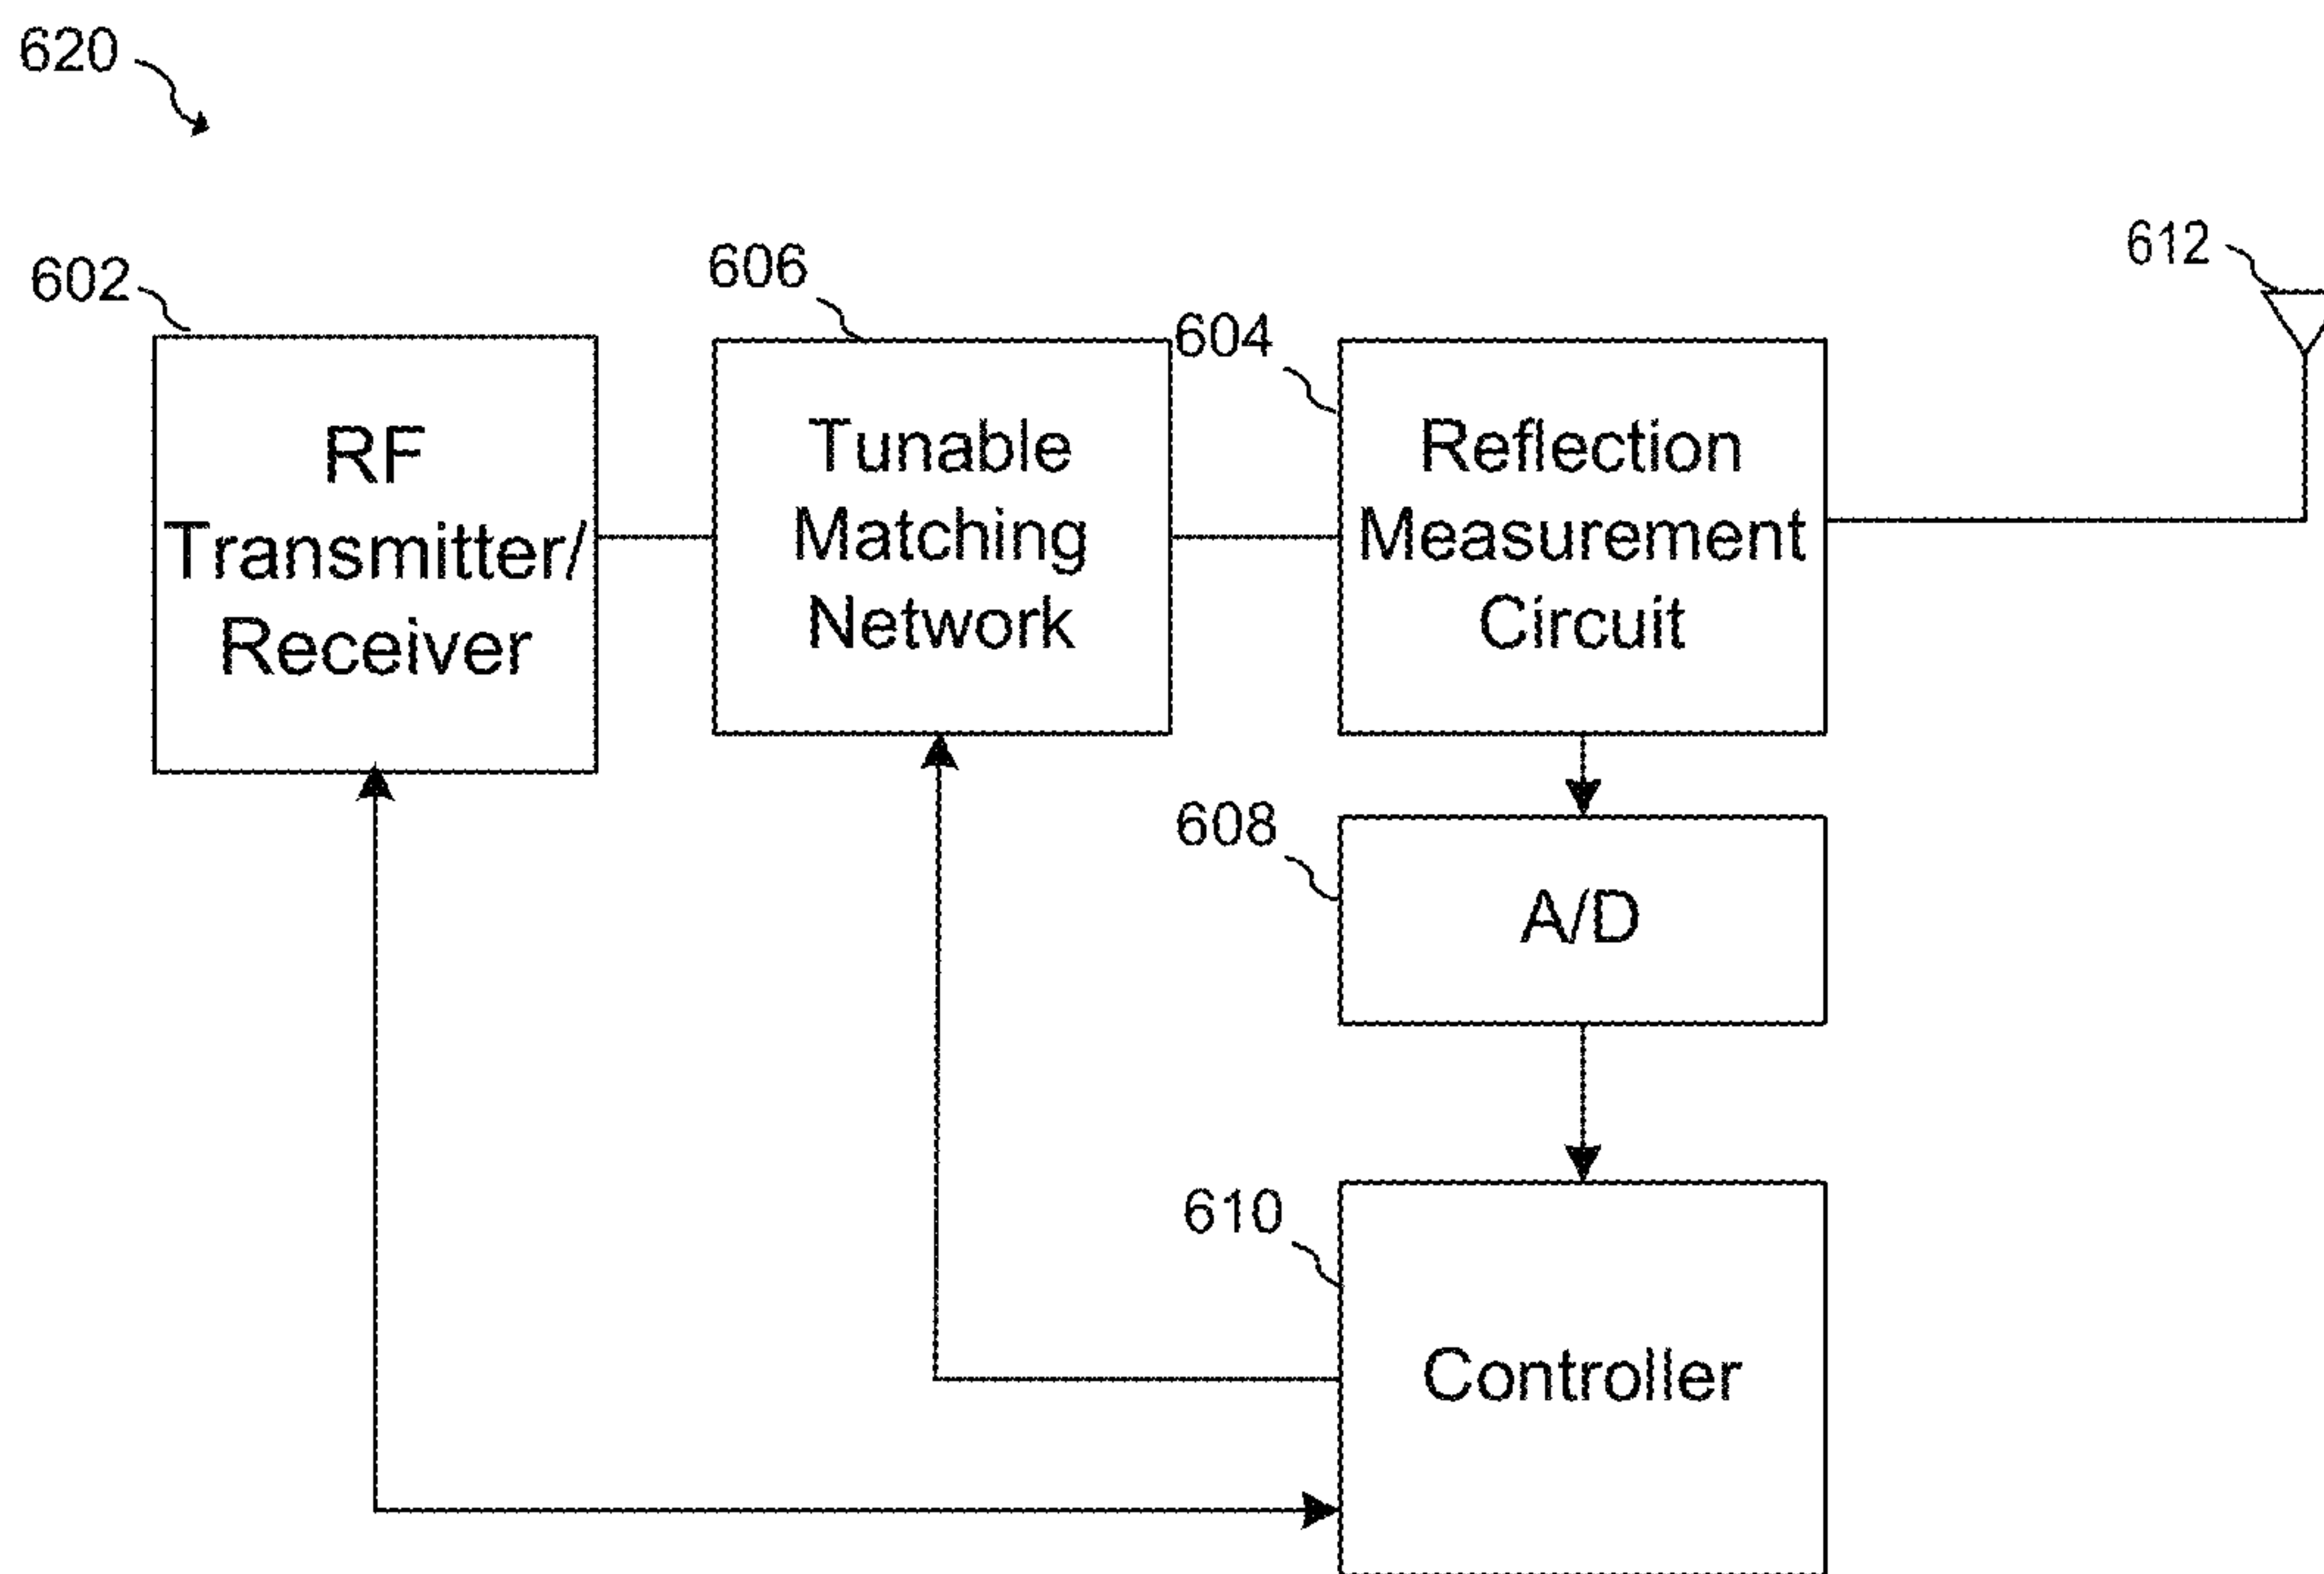 620
602
606
604
612
RF
Transmitter/
Receiver
Tunable
Matching
Network
Reflection
Measurement
Circuit
608
A/D
610
Controller